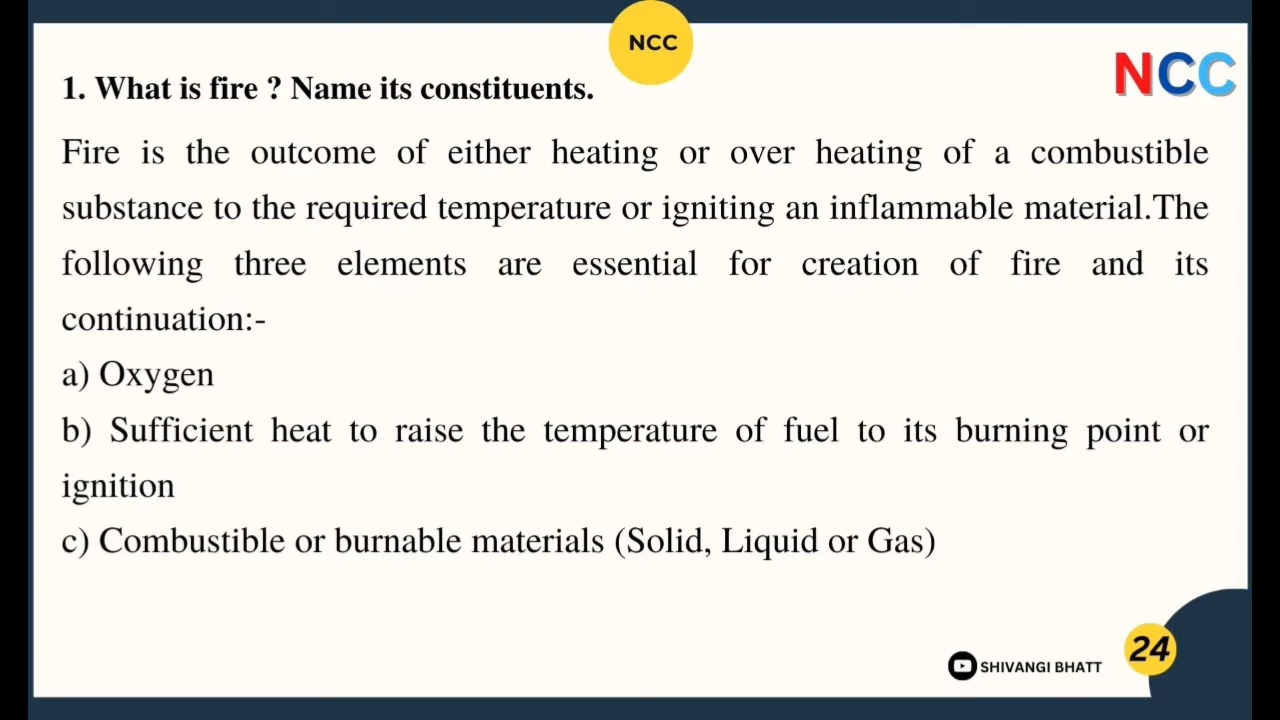 NCC
NCC
1. What is fire ? Name its constituents.
Fire is the outcome of either heating or over heating of a combustible
substance to the required temperature or igniting an inflammable material.The
following three elements are essential for creation of fire and its
continuation:-
a) Oxygen
b) Sufficient heat to raise the temperature of fuel to its burning point or
ignition
c) Combustible or burnable materials (Solid, Liquid or Gas)
SHIVANGI BHATT
24